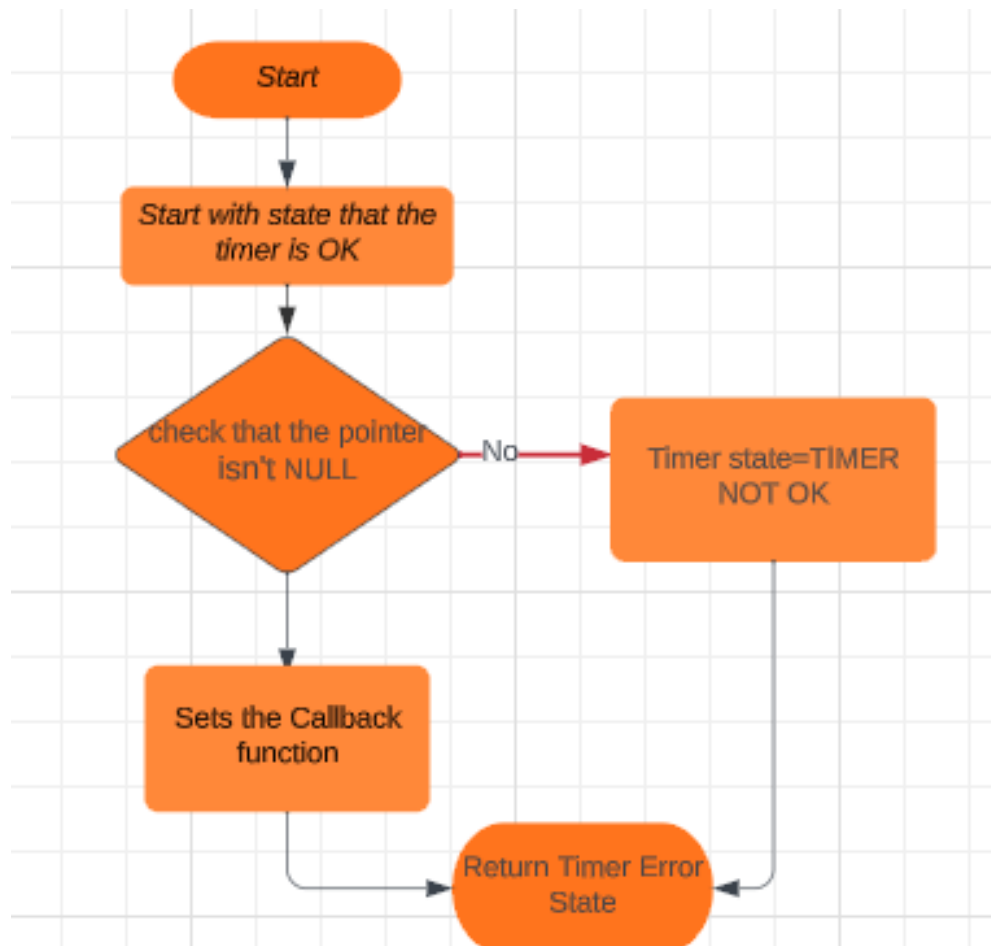 Start
Start with state that the
timer is OK
check that the pointer
isn't NULL
No
Timer state=TIMER
NOT OK
Sets the Callback
function
Return Timer Error
State